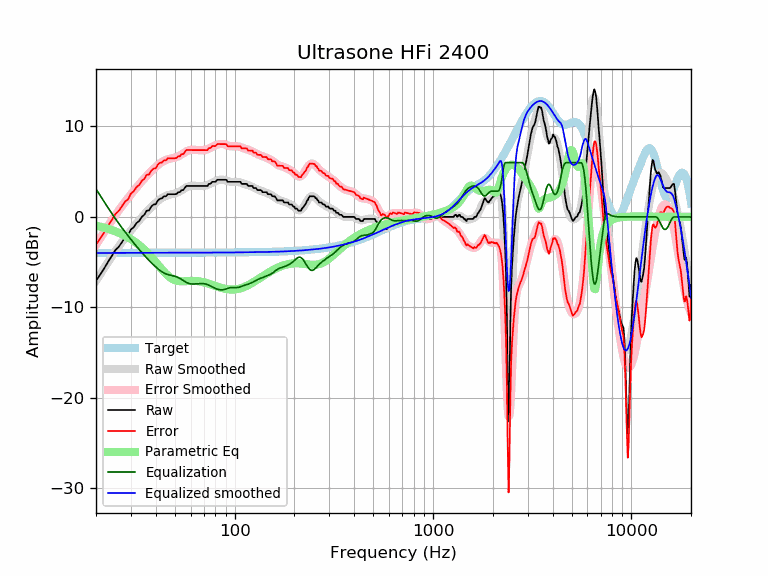 Ultrasone HFi 2400
Amplitude (dBr)
10
0
−10
−20
−30
Target
Raw Smoothed
Error Smoothed
Raw
Error
Parametric Eq
Equalization
Equalized smoothed
100
1000
10000
Frequency (Hz)